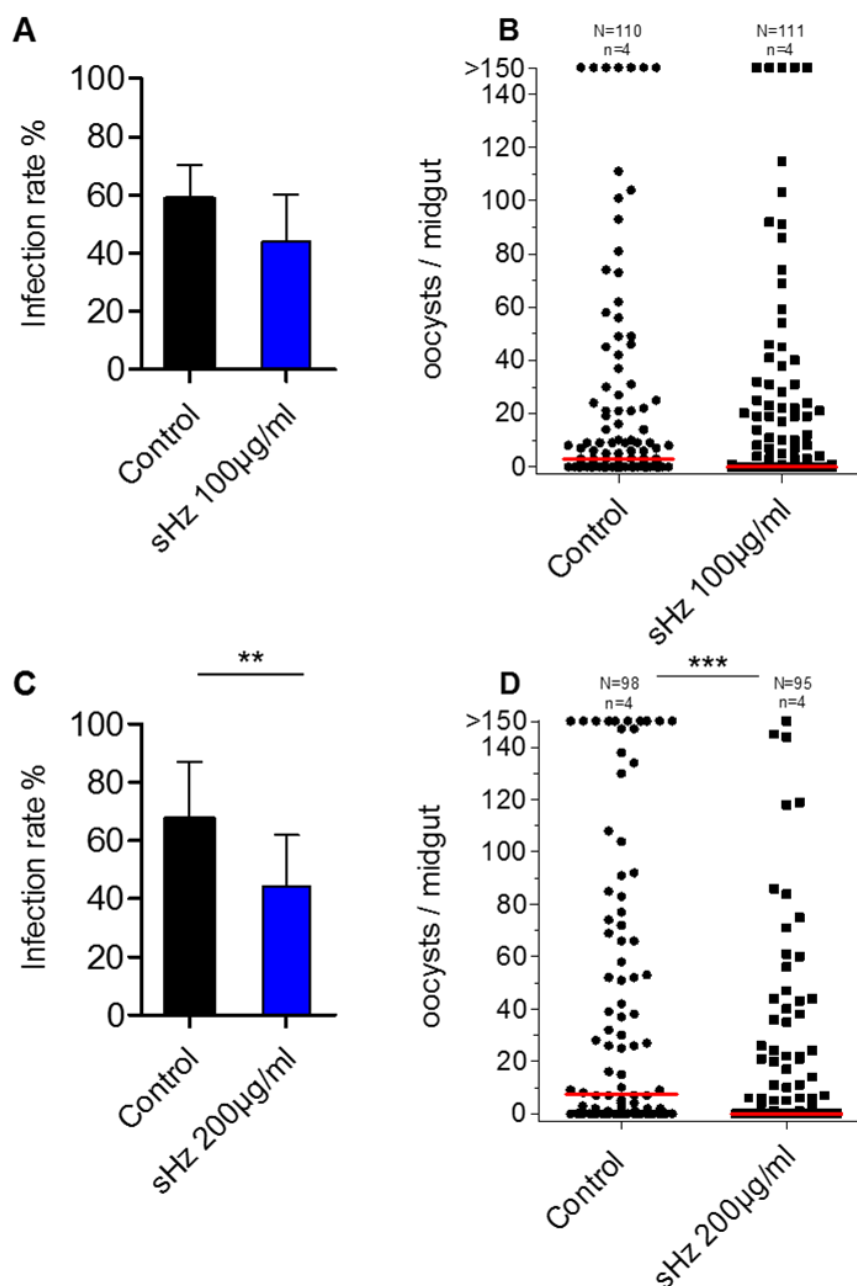 A
Infection rate %
100
80
60
40
20
0
Control
sHz 100µg/ml
B
N=110
n=4
N=111
n=4
oocysts / midgut
>150
140
120
100
80
60
40
20
0
Control
sHz 100µg/ml
C
**
Infection rate %
100
80
60
40
20
0
Control
sHz 200µg/ml
D
***
N=98
n=4
N=95
n=4
oocysts / midgut
>150
140
120
100
80
60
40
20
0
Control
sHz 200µg/ml